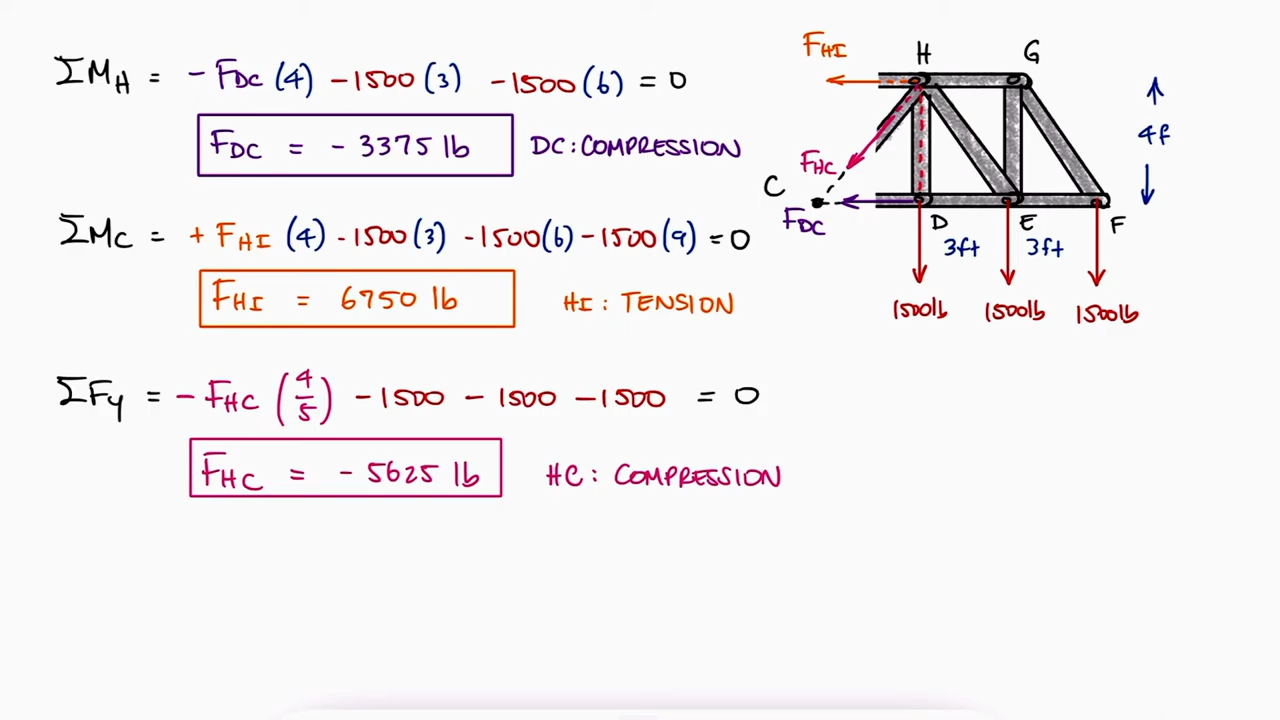 ΣM_H = - F_DC (4) - 1500 (3) - 1500 (6) = 0
F_DC = - 3375 lb
DC: COMPRESSION
ΣM_C = + F_HI (4) - 1500 (3) - 1500 (6) - 1500 (9) = 0
F_HI = 6750 lb
HI: TENSION
ΣF_y = - F_HC (4/5) - 1500 - 1500 - 1500 = 0
F_HC = - 5625 lb
HC: COMPRESSION
F_HI
H
G
4f
F_HC
C
F_DC
D
E
F
3ft
3ft
1500lb
1500lb
1500lb